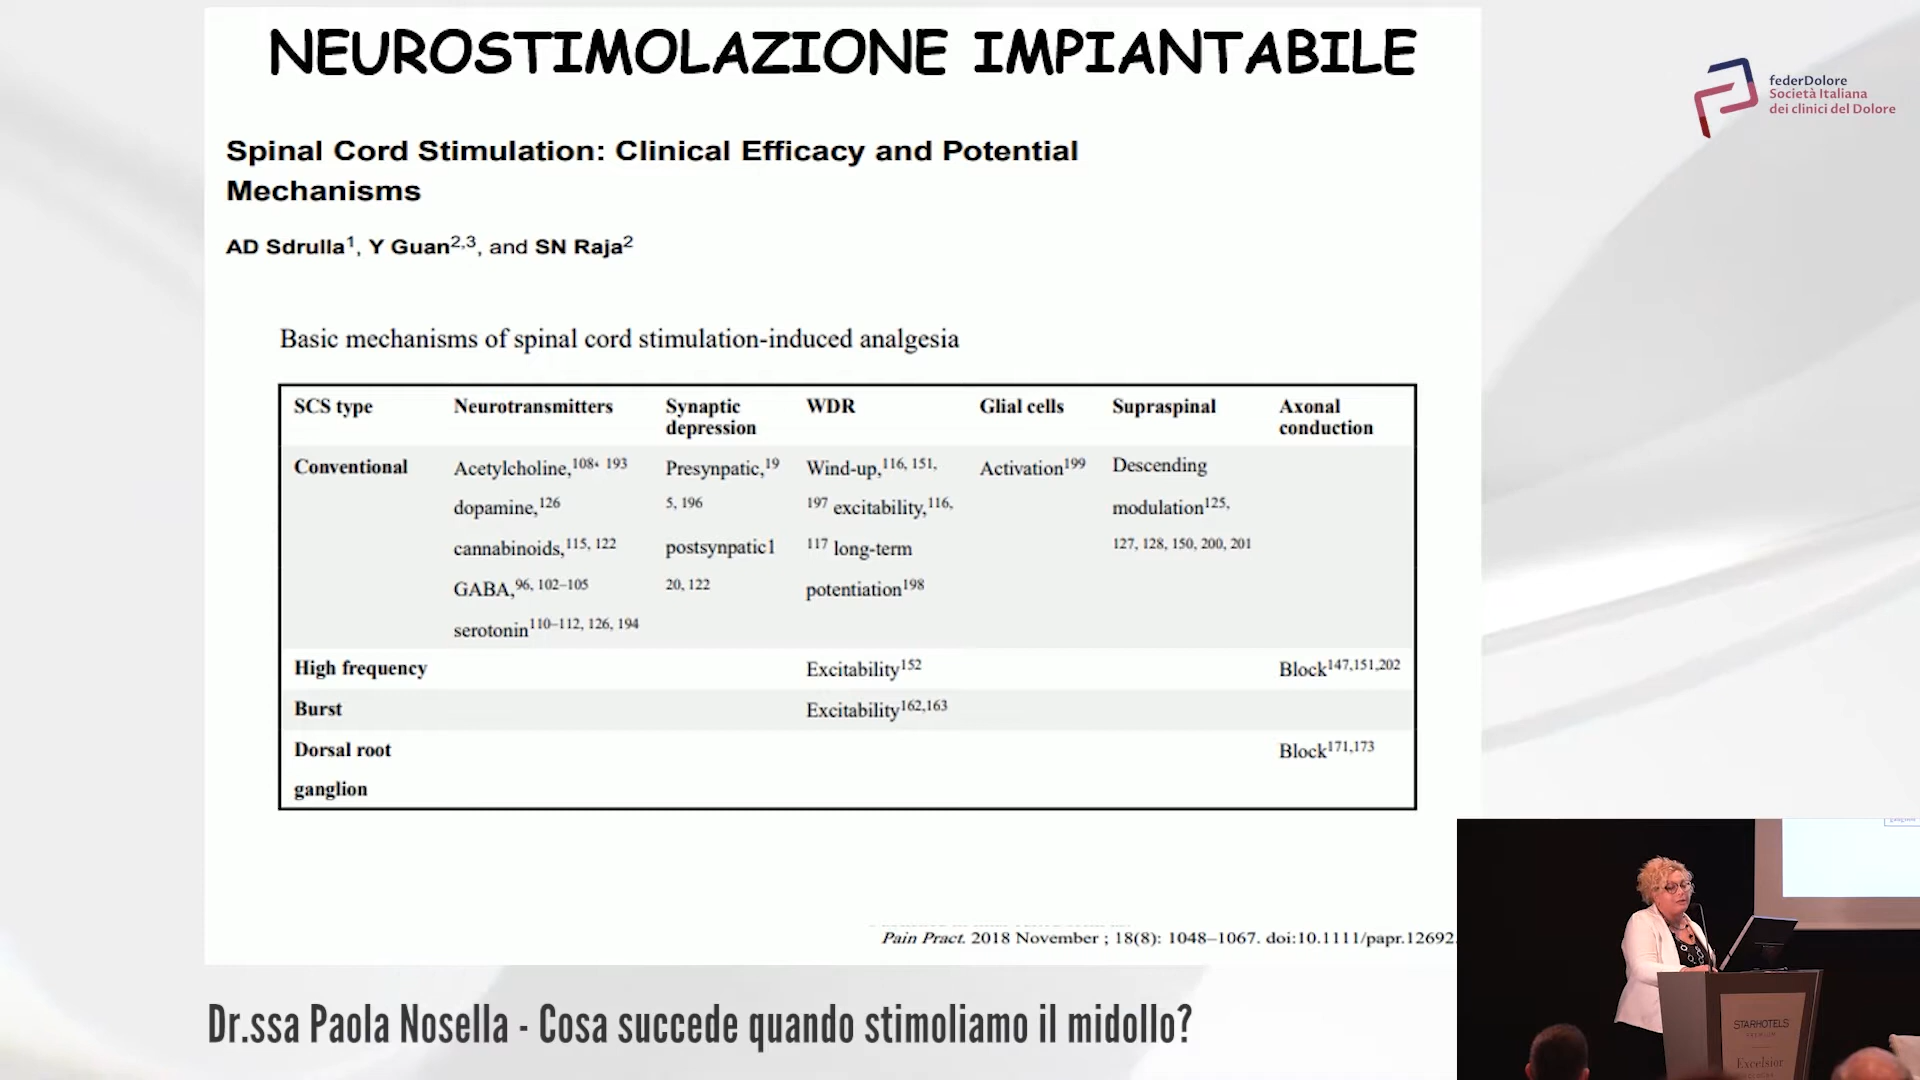 NEUROSTIMOLAZIONE IMPIANTABILE
federDolore
Società Italiana
dei clinici del Dolore
Spinal Cord Stimulation: Clinical Efficacy and Potential
Mechanisms
AD Sdrulla1, Y Guan2,3, and SN Raja2
Basic mechanisms of spinal cord stimulation-induced analgesia
SCS type Neurotransmitters Synaptic depression WDR Glial cells Supraspinal Axonal conduction
Conventional Acetylcholine,108, 193 Presynpatic,19 Wind-up,116, 151, Activation199 Descending
dopamine,126 5, 196 197 excitability,116, modulation125,
cannabinoids,115, 122 postsynpatic1 117 long-term 127, 128, 150, 200, 201
GABA,96, 102–105 20, 122 potentiation198
serotonin110–112, 126, 194
High frequency Excitability152 Block147,151,202
Burst Excitability162,163
Dorsal root Block171,173
ganglion
Pain Pract. 2018 November ; 18(8): 1048–1067. doi:10.1111/papr.12692.
Dr.ssa Paola Nosella - Cosa succede quando stimoliamo il midollo?
STARHOTELS
PREMIUM
Excelsior